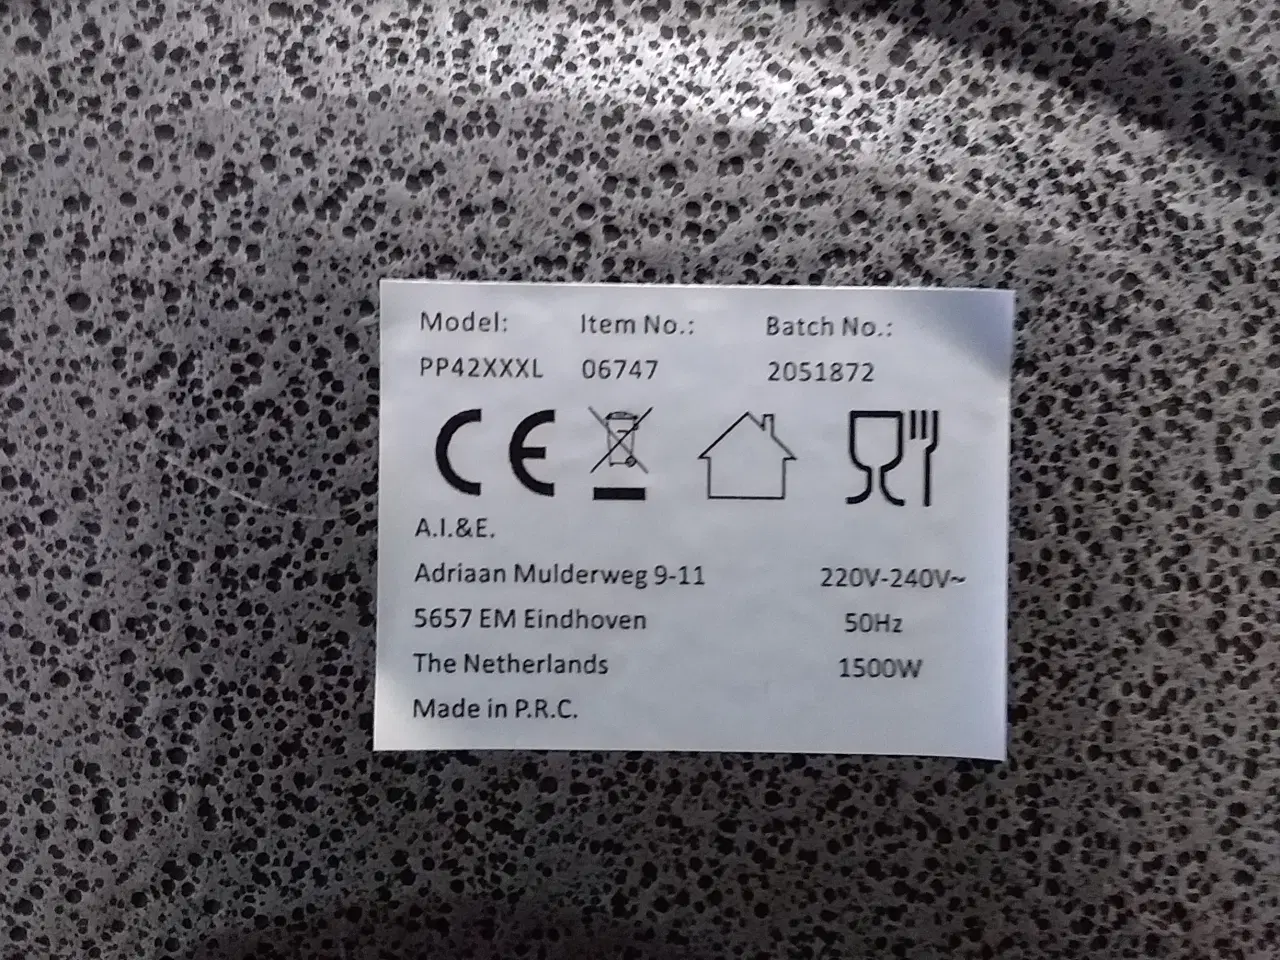 Model: Item No.: Batch No.:
PP42XXXL 06747 2051872
CE
A.I.&E.
Adriaan Mulderweg 9-11 220V-240V~
5657 EM Eindhoven 50Hz
The Netherlands 1500W
Made in P.R.C.